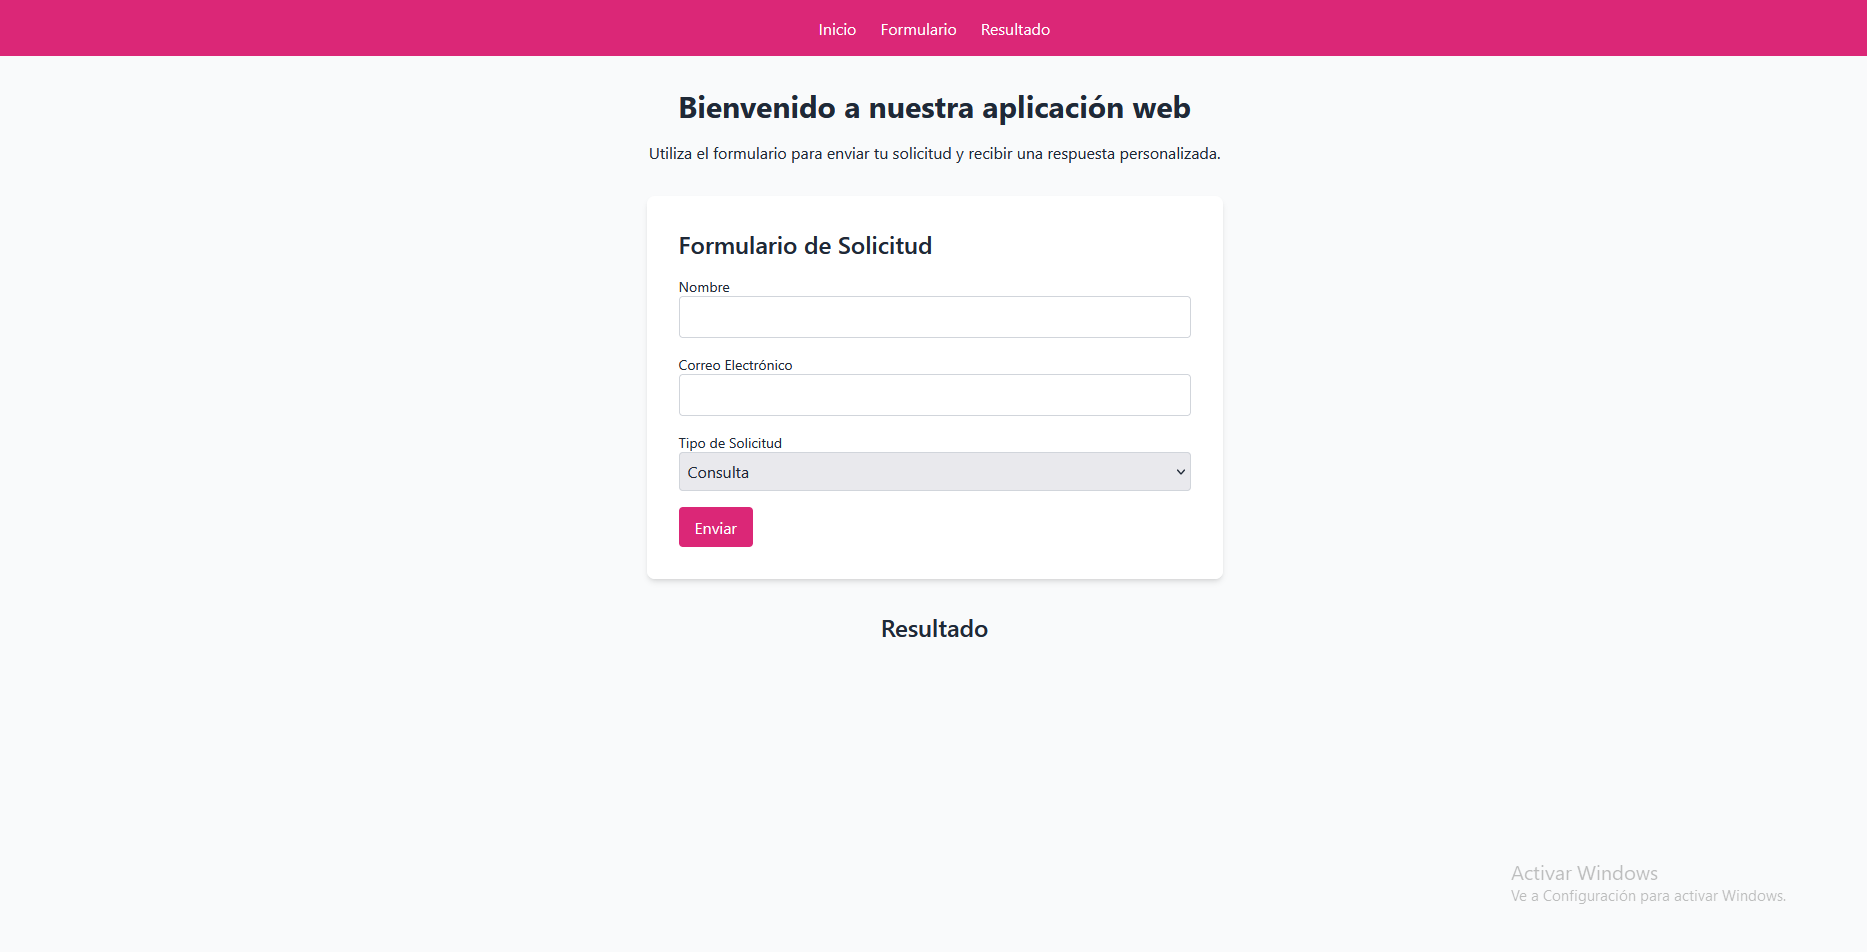 Inicio Formulario Resultado
Bienvenido a nuestra aplicación web
Utiliza el formulario para enviar tu solicitud y recibir una respuesta personalizada.
Formulario de Solicitud
Nombre
Correo Electrónico
Tipo de Solicitud
Consulta
Enviar
Resultado
Activar Windows
Ve a Configuración para activar Windows.